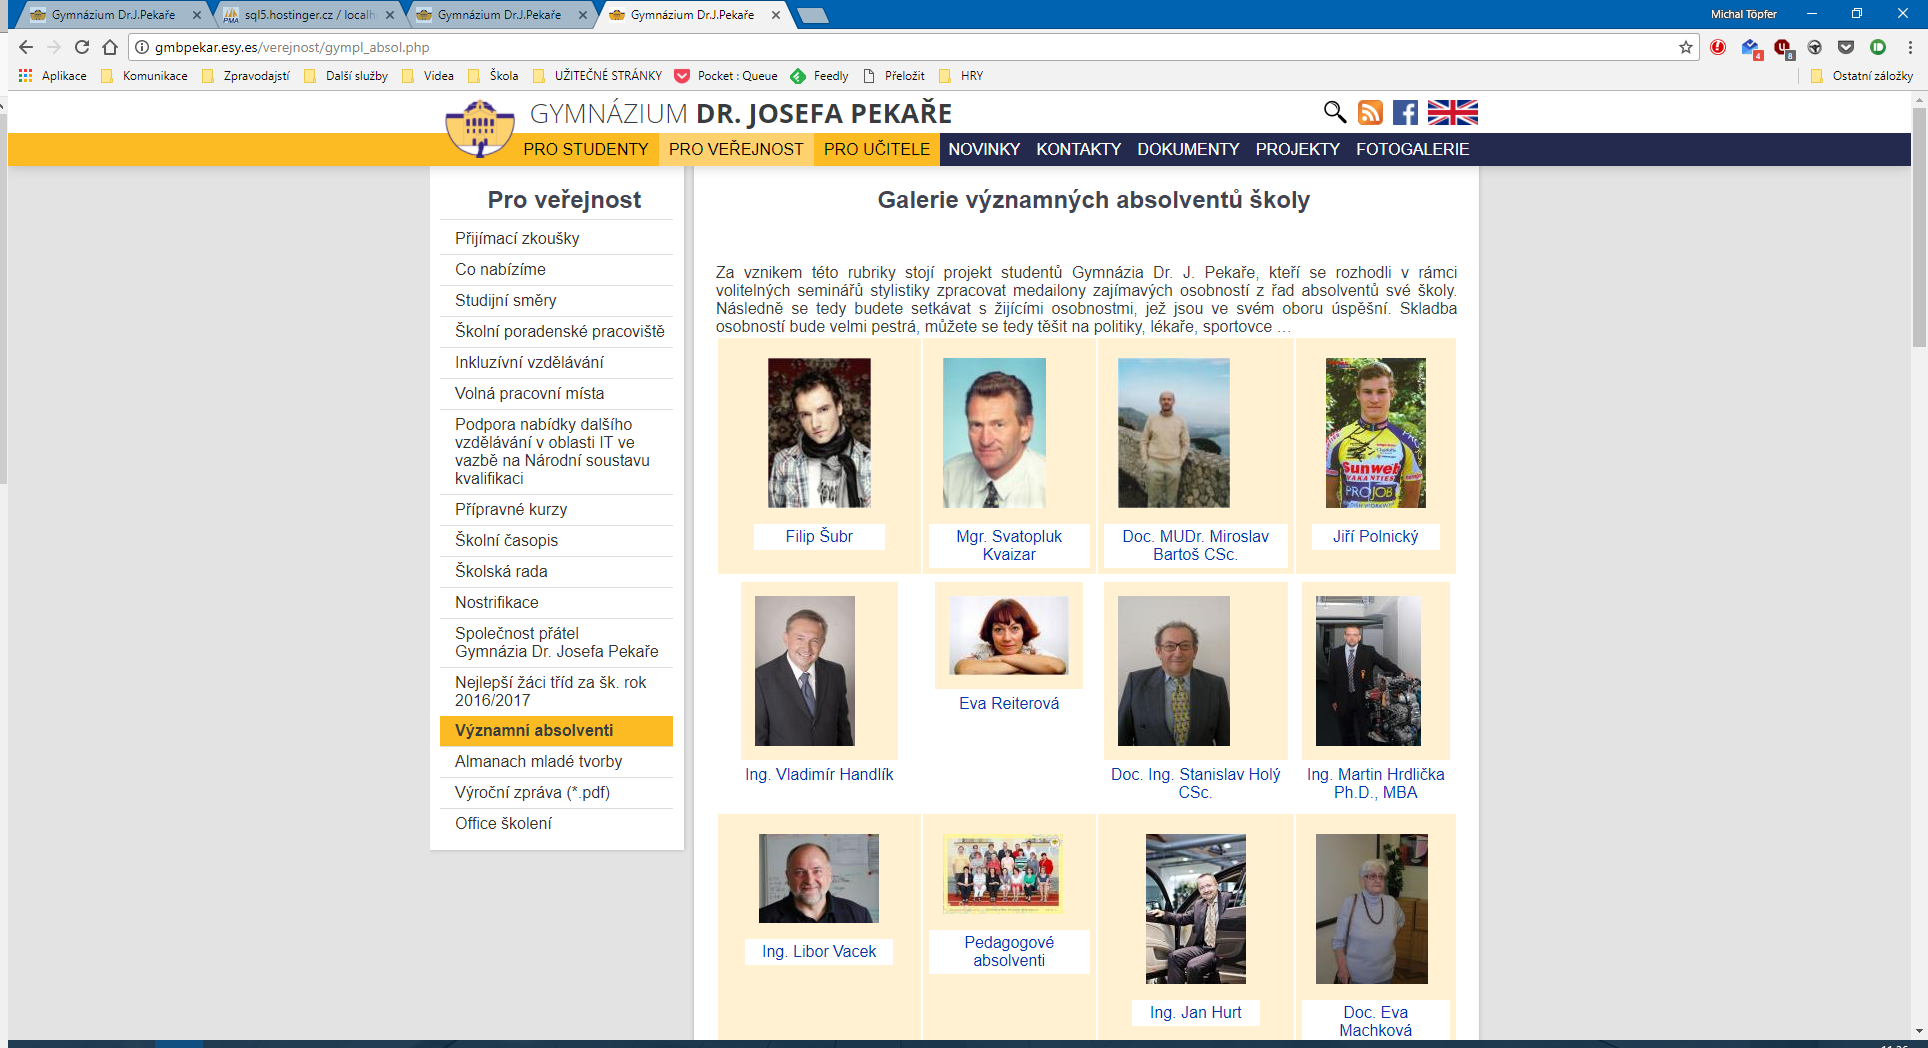 Gymnázium Dr.J.Pekaře
sql5.hostinger.cz / localh
Gymnázium Dr.J.Pekaře
Gymnázium Dr.J.Pekaře
Michal Töpfer
gmbpekar.esy.es/verejnost/gympl_absol.php
Aplikace
Komunikace
Zpravodajstí
Další služby
Videa
Škola
UŽITEČNÉ STRÁNKY
Pocket : Queue
Feedly
Přeložit
HRY
Ostatní záložky
GYMNÁZIUM DR. JOSEFA PEKAŘE
PRO STUDENTY
PRO VEŘEJNOST
PRO UČITELE
NOVINKY
KONTAKTY
DOKUMENTY
PROJEKTY
FOTOGALERIE
Pro veřejnost
Přijímací zkoušky
Co nabízíme
Studijní směry
Školní poradenské pracoviště
Inkluzívní vzdělávání
Volná pracovní místa
Podpora nabídky dalšího
vzdělávání v oblasti IT ve
vazbě na Národní soustavu
kvalifikaci
Přípravné kurzy
Školní časopis
Školská rada
Nostrifikace
Společnost přátel
Gymnázia Dr. Josefa Pekaře
Nejlepší žáci tříd za šk. rok
2016/2017
Významní absolventi
Almanach mladé tvorby
Výroční zpráva (*.pdf)
Office školení
Galerie významných absolventů školy
Za vznikem této rubriky stojí projekt studentů Gymnázia Dr. J. Pekaře, kteří se rozhodli v rámci
volitelných seminářů stylistiky zpracovat medailony zajímavých osobností z řad absolventů své školy.
Následně se tedy budete setkávat s žijícími osobnostmi, jež jsou ve svém oboru úspěšní. Skladba
osobností bude velmi pestrá, můžete se tedy těšit na politiky, lékaře, sportovce ...
Sunweb
VAKANTIES
PROJOB
Filip Šubr
Mgr. Svatopluk
Kvaizar
Doc. MUDr. Miroslav
Bartoš CSc.
Jiří Polnický
Ing. Vladimír Handlík
Eva Reiterová
Doc. Ing. Stanislav Holý
CSc.
Ing. Martin Hrdlička
Ph.D., MBA
Ing. Libor Vacek
Pedagogové
absolventi
Ing. Jan Hurt
Doc. Eva
Machková